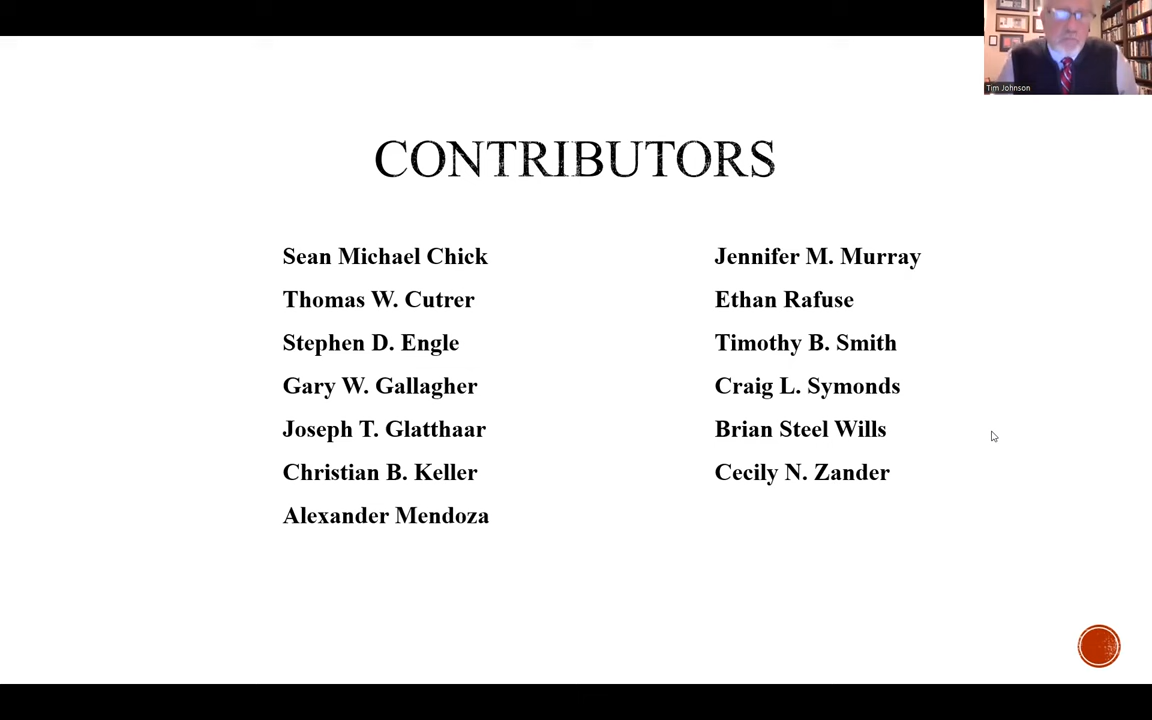 Tim Johnson
CONTRIBUTORS
Sean Michael Chick
Thomas W. Cutrer
Stephen D. Engle
Gary W. Gallagher
Joseph T. Glatthaar
Christian B. Keller
Alexander Mendoza
Jennifer M. Murray
Ethan Rafuse
Timothy B. Smith
Craig L. Symonds
Brian Steel Wills
Cecily N. Zander